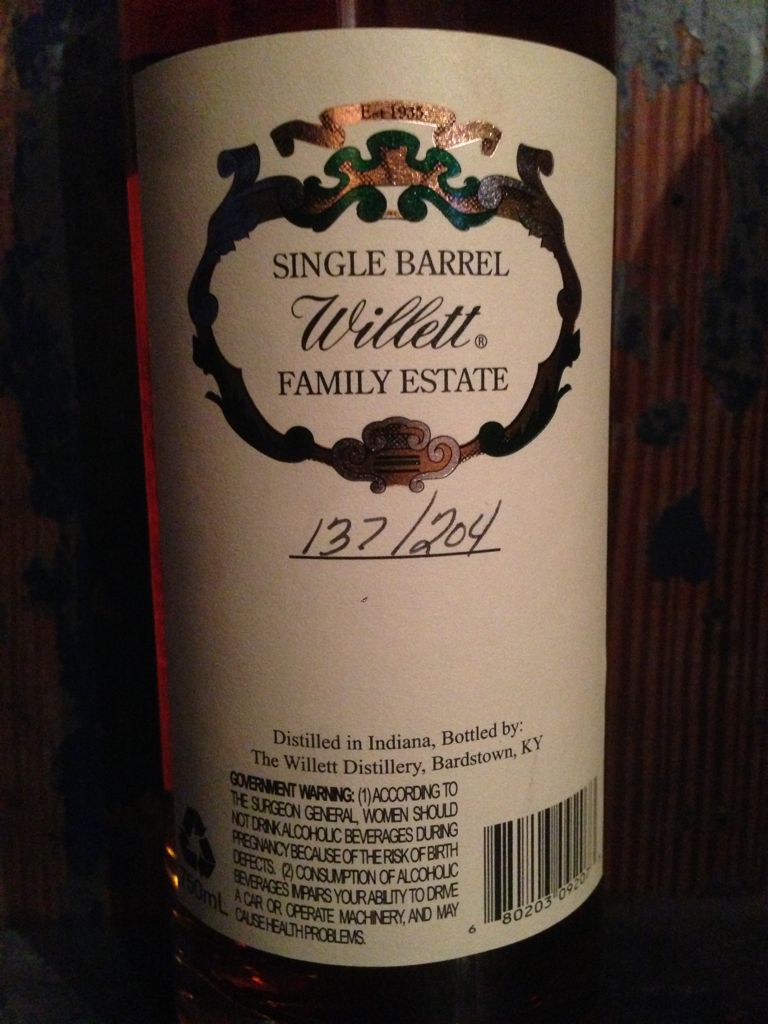 Est 1935
SINGLE BARREL
Willett®
FAMILY ESTATE
137/204
Distilled in Indiana, Bottled by:
The Willett Distillery, Bardstown, KY
GOVERNMENT WARNING: (1) ACCORDING TO
THE SURGEON GENERAL, WOMEN SHOULD
NOT DRINK ALCOHOLIC BEVERAGES DURING
PREGNANCY BECAUSE OF THE RISK OF BIRTH
DEFECTS. (2) CONSUMPTION OF ALCOHOLIC
BEVERAGES IMPAIRS YOUR ABILITY TO DRIVE
A CAR OR OPERATE MACHINERY, AND MAY
CAUSE HEALTH PROBLEMS.
750mL
6 80203